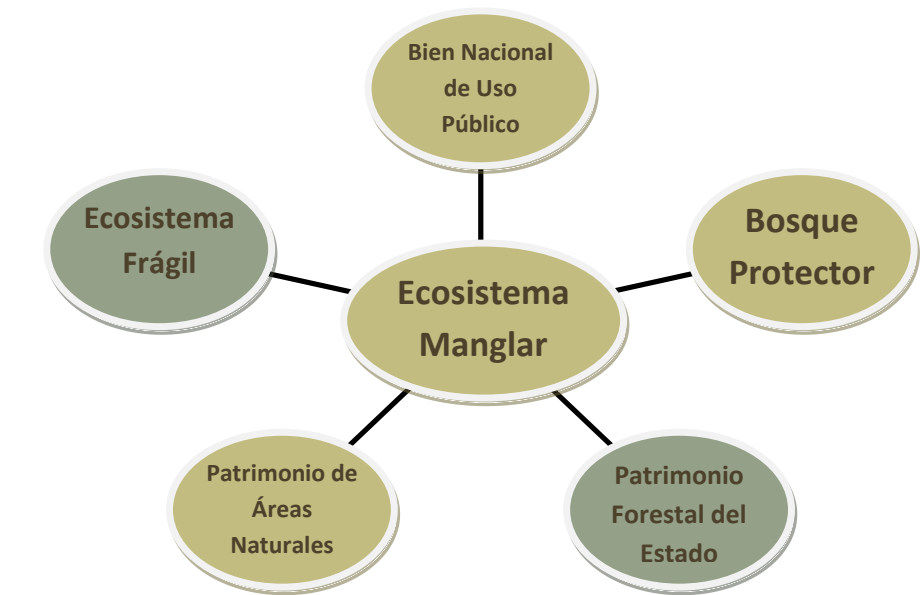 Bien Nacional
de Uso
Público
Ecosistema
Frágil
Bosque
Protector
Ecosistema
Manglar
Patrimonio de
Áreas
Naturales
Patrimonio
Forestal del
Estado